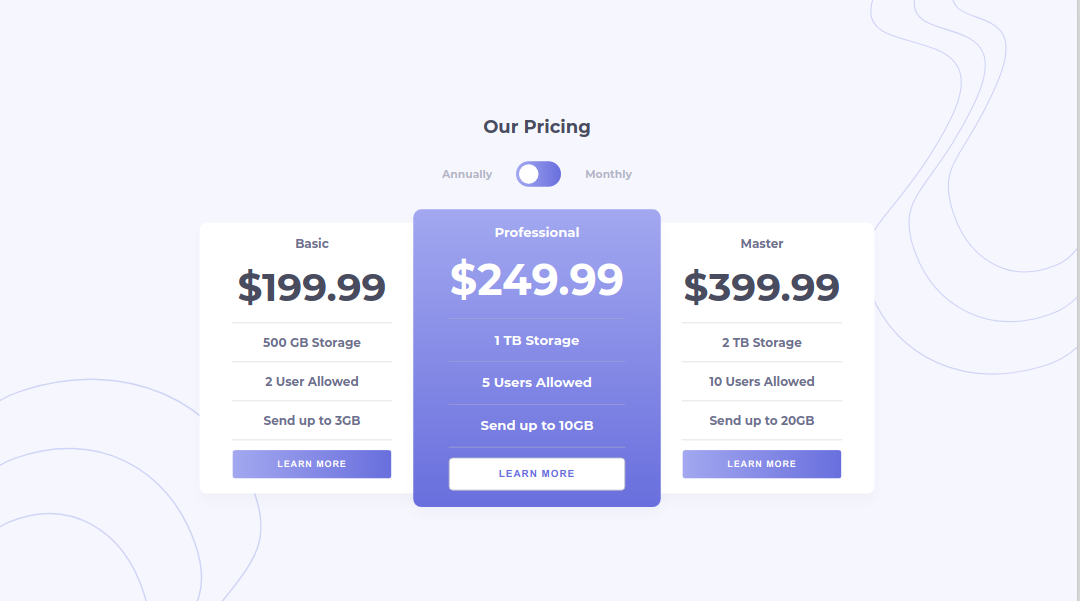 Our Pricing
Annually
Monthly
Basic
$199.99
500 GB Storage
2 User Allowed
Send up to 3GB
LEARN MORE
Professional
$249.99
1 TB Storage
5 Users Allowed
Send up to 10GB
LEARN MORE
Master
$399.99
2 TB Storage
10 Users Allowed
Send up to 20GB
LEARN MORE